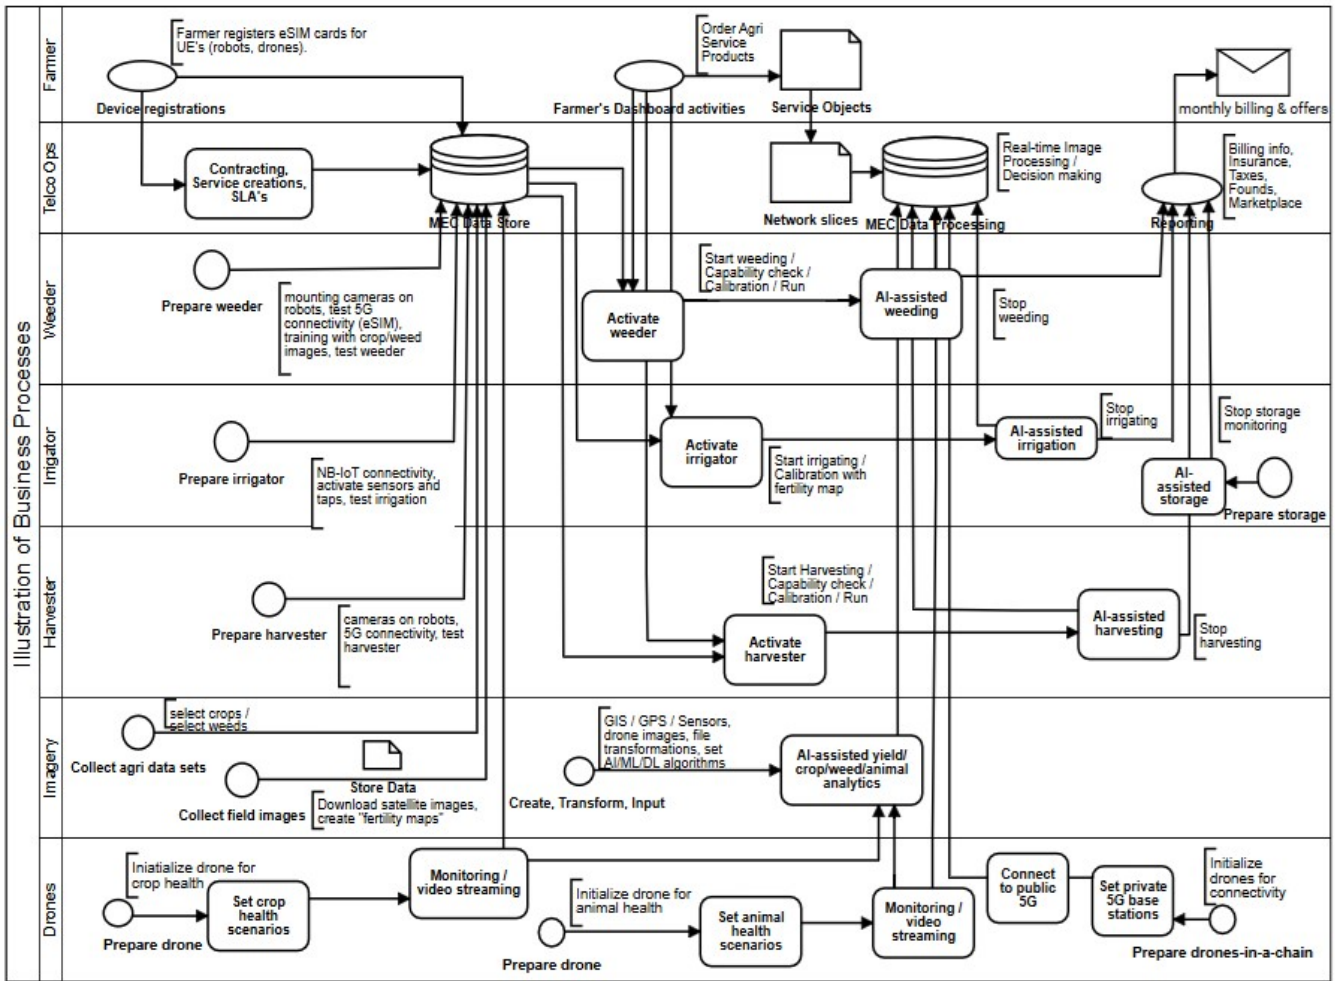 Illustration of Business Processes
Farmer
Farmer registers eSIM cards for
UE's (robots, drones).
Device registrations
Order Agri
Service
Products
Farmer's Dashboard activities
Service Objects
monthly billing & offers
Telco Ops
Contracting,
Service creations,
SLA's
MEC Data Store
Network slices
MEC Data Processing
Real-time Image
Processing /
Decision making
Reporting
Billing info,
Insurance,
Taxes,
Founds,
Marketplace
Weeder
Prepare weeder
mounting cameras on
robots, test 5G
connectivity (eSIM),
training with crop/weed
images, test weeder
Activate
weeder
Start weeding /
Capability check /
Calibration / Run
AI-assisted
weeding
Stop
weeding
Irrigator
Prepare irrigator
NB-IoT connectivity,
activate sensors and
taps, test irrigation
Activate
irrigator
Start irrigating /
Calibration with
fertility map
AI-assisted
irrigation
Stop
irrigating
Stop storage
monitoring
AI-
assisted
storage
Prepare storage
Harvester
Prepare harvester
cameras on robots,
5G connectivity, test
harvester
Start Harvesting /
Capability check /
Calibration / Run
Activate
harvester
AI-assisted
harvesting
Stop
harvesting
Imagery
select crops /
select weeds
Collect agri data sets
Store Data
Collect field images
Download satellite images,
create "fertility maps"
GIS / GPS / Sensors,
drone images, file
transformations, set
AI/ML/DL algorithms
Create, Transform, Input
AI-assisted yield/
crop/weed/animal
analytics
Drones
Iniatialize drone for
crop health
Prepare drone
Set crop
health
scenarios
Monitoring /
video streaming
Initialize drone for
animal health
Prepare drone
Set animal
health
scenarios
Monitoring /
video
streaming
Connect
to public
5G
Set private
5G base
stations
Initialize
drones for
connectivity
Prepare drones-in-a-chain